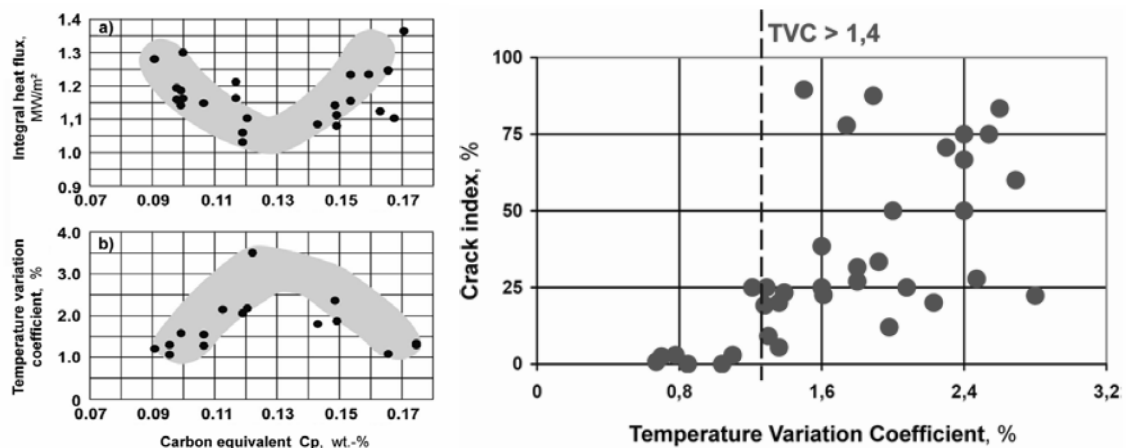 a)
Integral heat flux,
MW/m²
1.4
1.3
1.2
1.1
1.0
0.9
0.07 0.09 0.11 0.13 0.15 0.17
b)
Temperature variation
coefficient, %
4.0
3.0
2.0
1.0
0
0.07 0.09 0.11 0.13 0.15 0.17
Carbon equivalent Cp, wt.-%
TVC > 1,4
Crack index, %
100
75
50
25
0
0 0,8 1,6 2,4 3,2
Temperature Variation Coefficient, %